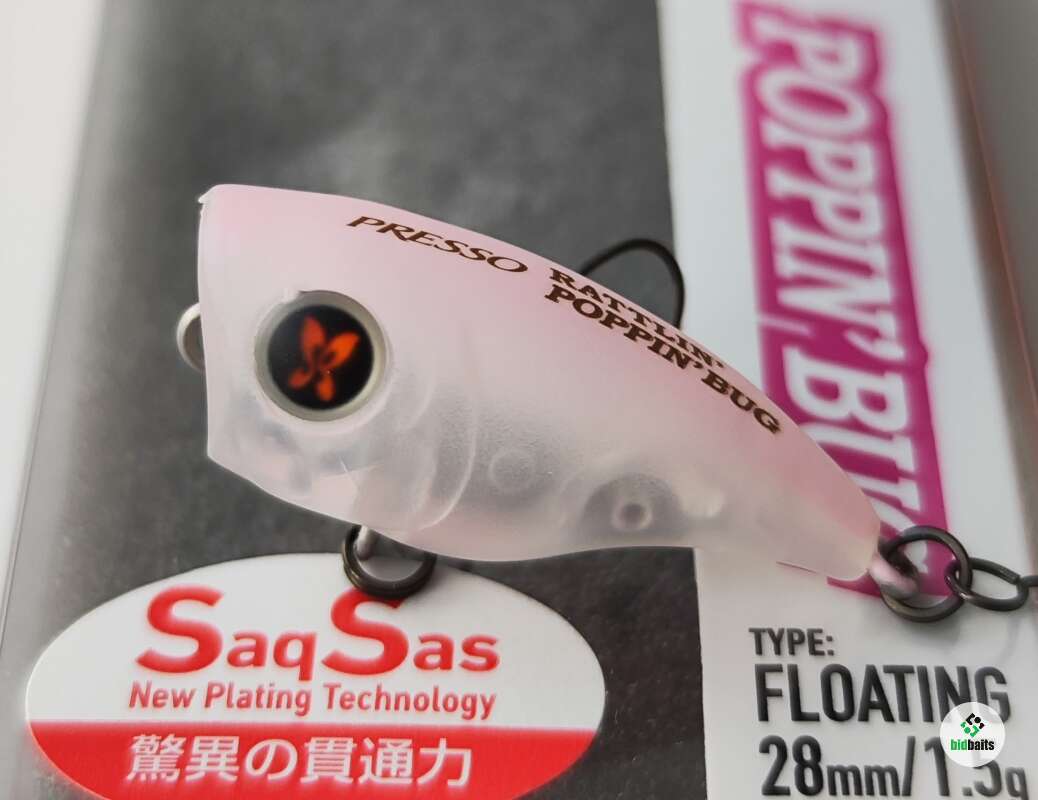 POPPIN' BUG
PRESSO RATTLIN'
POPPIN' BUG
SaqSas
New Plating Technology
驚異の貫通力
TYPE:
FLOATING
28mm/1.5g
bidbaits